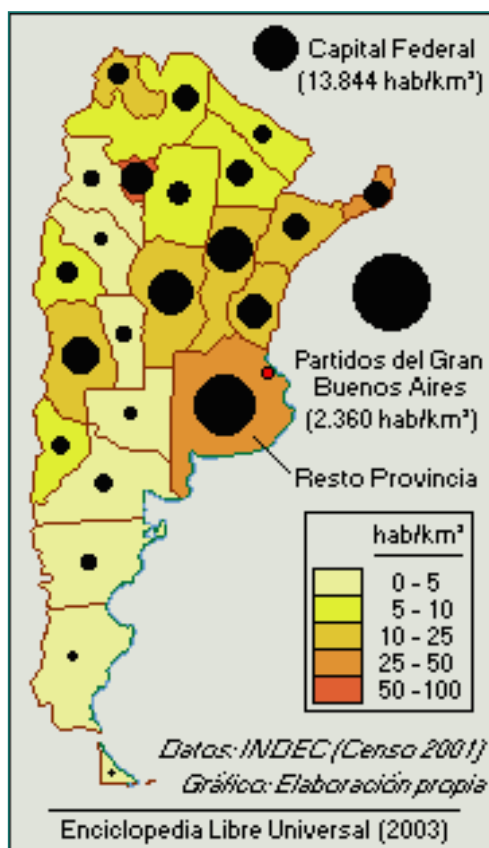 Capital Federal
(13.844 hab/km²)
Partidos del Gran
Buenos Aires
(2.360 hab/km²)
Resto Provincia
hab/km²
0 - 5
5 - 10
10 - 25
25 - 50
50 - 100
Datos: INDEC (Censo 2001)
Gráfico: Elaboración propia
Enciclopedia Libre Universal (2003)